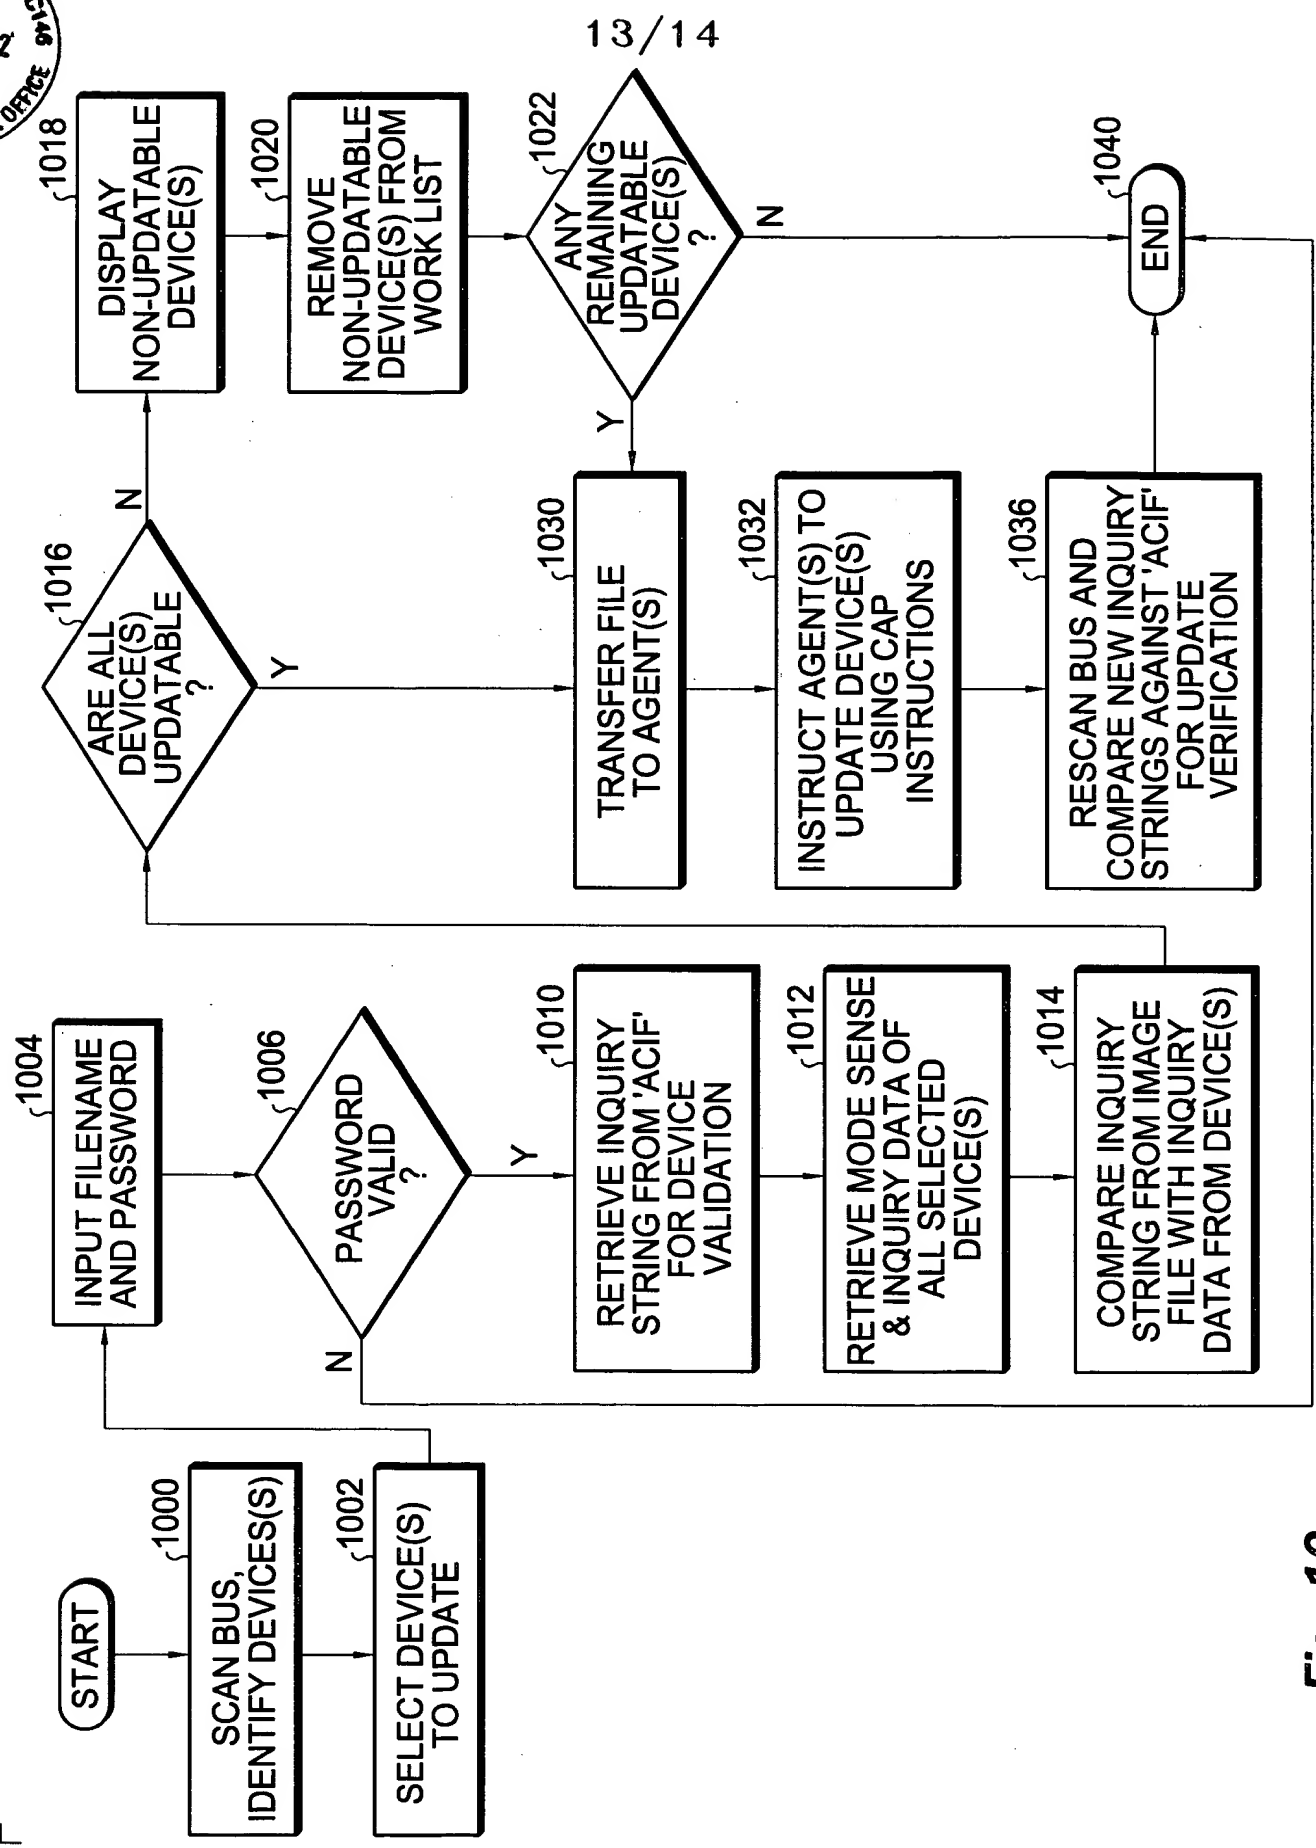 13/14
START
1000
SCAN BUS,
IDENTIFY DEVICES(S)
1002
SELECT DEVICE(S)
TO UPDATE
1004
INPUT FILENAME
AND PASSWORD
1006
PASSWORD
VALID
?
N
Y
1010
RETRIEVE INQUIRY
STRING FROM 'ACIF'
FOR DEVICE
VALIDATION
1012
RETRIEVE MODE SENSE
& INQUIRY DATA OF
ALL SELECTED
DEVICE(S)
1014
COMPARE INQUIRY
STRING FROM IMAGE
FILE WITH INQUIRY
DATA FROM DEVICE(S)
1016
ARE ALL
DEVICE(S)
UPDATABLE
?
N
Y
1018
DISPLAY
NON-UPDATABLE
DEVICE(S)
1020
REMOVE
NON-UPDATABLE
DEVICE(S) FROM
WORK LIST
1022
ANY
REMAINING
UPDATABLE
DEVICE(S)
?
Y
N
1030
TRANSFER FILE
TO AGENT(S)
1032
INSTRUCT AGENT(S) TO
UPDATE DEVICE(S)
USING CAP
INSTRUCTIONS
1036
RESCAN BUS AND
COMPARE NEW INQUIRY
STRINGS AGAINST 'ACIF'
FOR UPDATE
VERIFICATION
1040
END
OFFICE